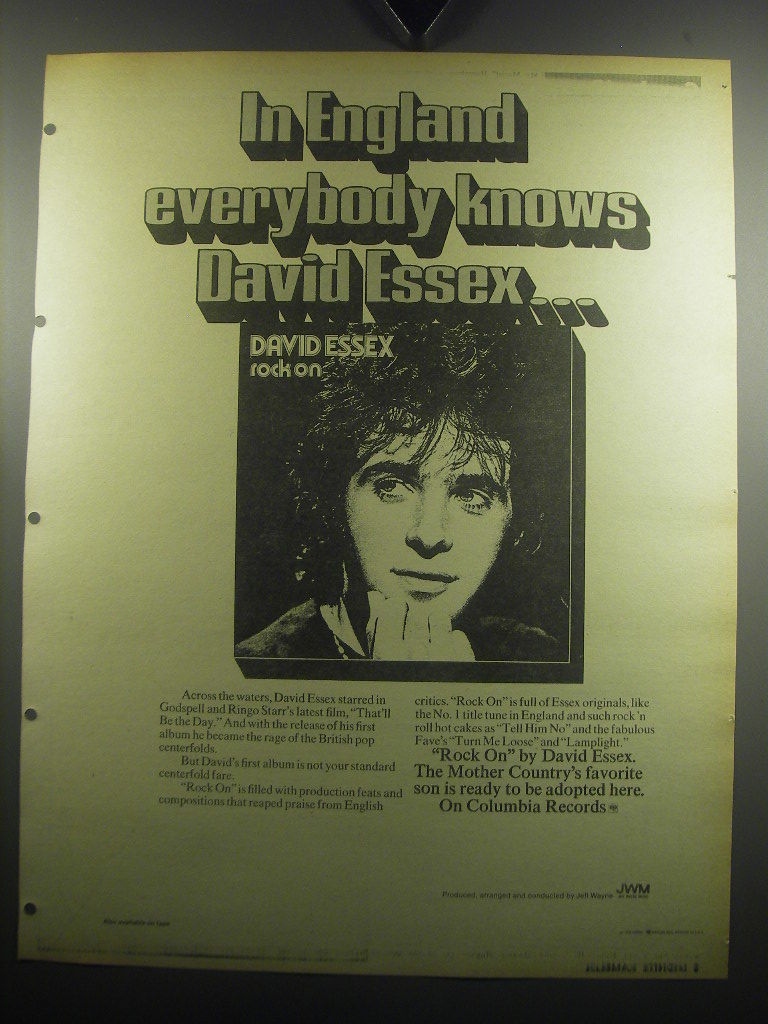 In England
everybody knows
David Essex...
DAVID ESSEX
rock on
Across the waters, David Essex starred in
Godspell and Ringo Starr's latest film, "That'll
Be the Day." And with the release of his first
album he became the rage of the British pop
centerfolds.
But David's first album is not your standard
centerfold fare.
"Rock On" is filled with production feats and
compositions that reaped praise from English
critics. "Rock On" is full of Essex originals, like
the No. 1 title tune in England and such rock 'n
roll hot cakes as "Tell Him No" and the fabulous
Fave's "Turn Me Loose" and "Lamplight."
"Rock On" by David Essex.
The Mother Country's favorite
son is ready to be adopted here.
On Columbia Records
Produced, arranged and conducted by Jeff Wayne
JWM
Also available on tape